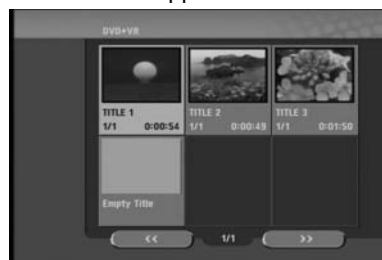 DVD+VR
TITLE 1
1/1 0:00:54
TITLE 2
1/1 0:00:49
TITLE 3
1/1 0:01:50
Empty Title
<< 1/1 >>